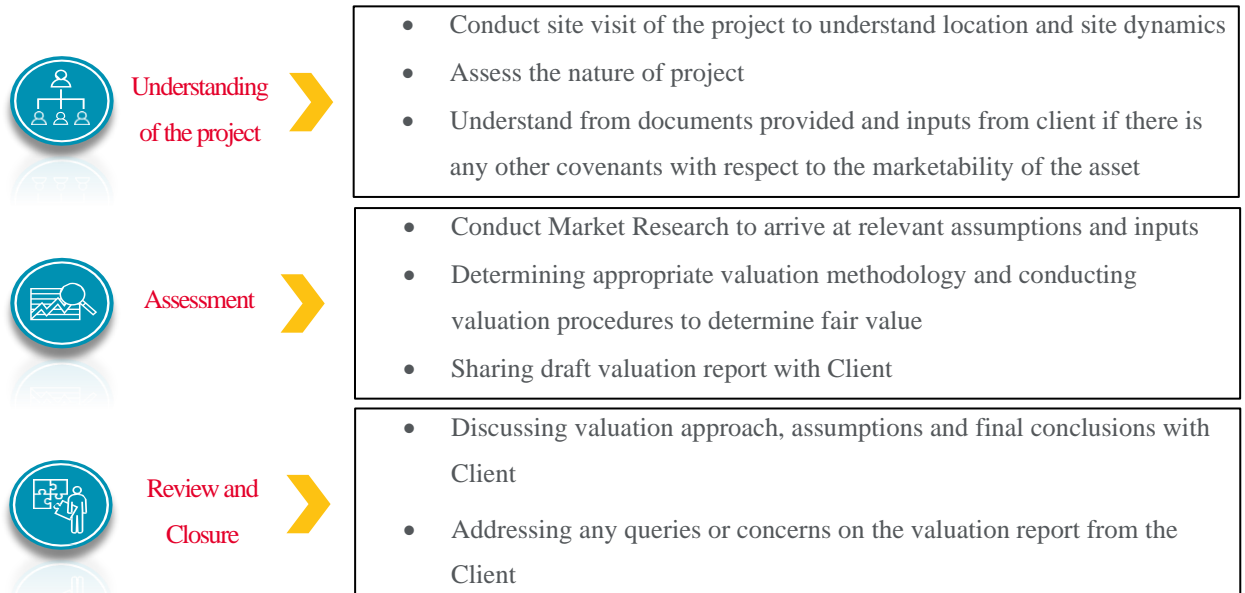 Understanding
of the project
• Conduct site visit of the project to understand location and site dynamics
• Assess the nature of project
• Understand from documents provided and inputs from client if there is
any other covenants with respect to the marketability of the asset
Assessment
• Conduct Market Research to arrive at relevant assumptions and inputs
• Determining appropriate valuation methodology and conducting
valuation procedures to determine fair value
• Sharing draft valuation report with Client
Review and
Closure
• Discussing valuation approach, assumptions and final conclusions with
Client
• Addressing any queries or concerns on the valuation report from the
Client